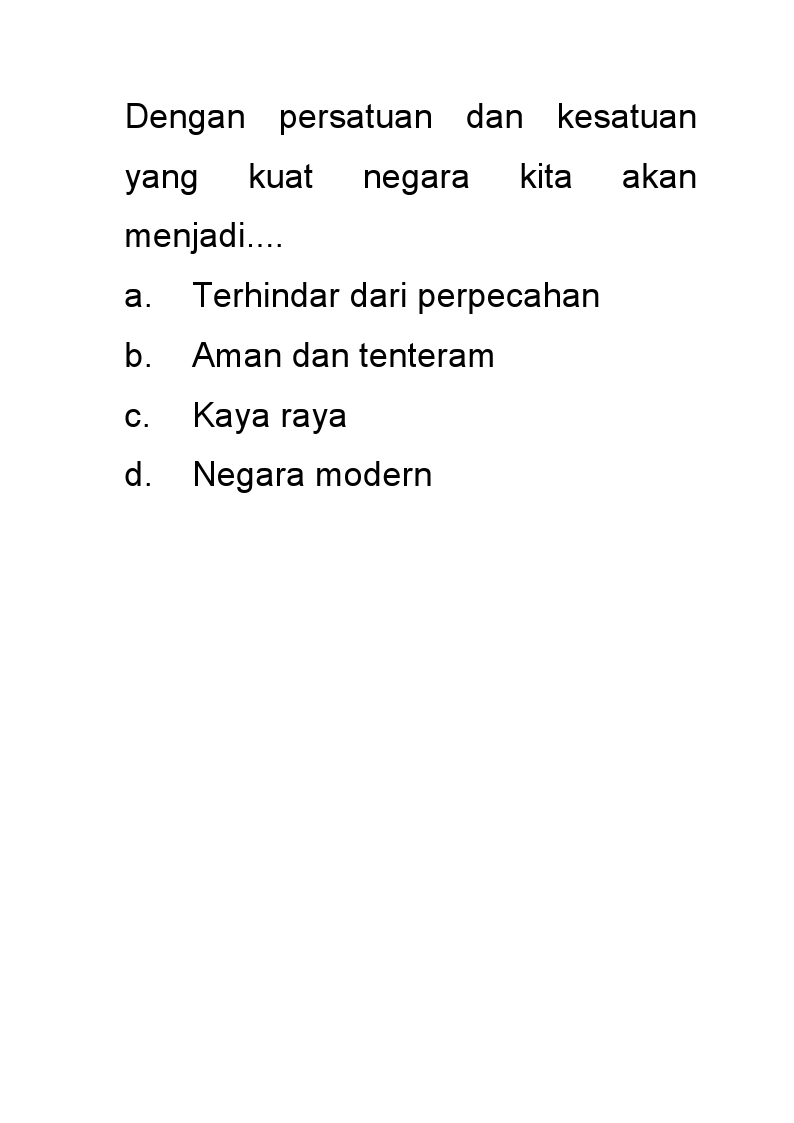 Dengan persatuan dan kesatuan
yang kuat negara kita akan
menjadi....
a. Terhindar dari perpecahan
b. Aman dan tenteram
c. Kaya raya
d. Negara modern